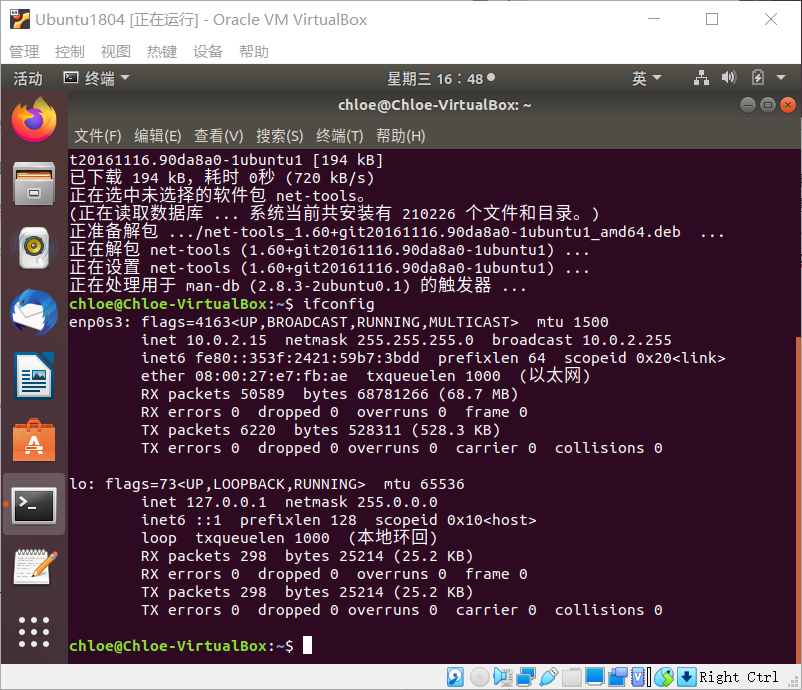 Ubuntu1804 [正在运行] - Oracle VM VirtualBox
管理 控制 视图 热键 设备 帮助
活动 终端 星期三 16：48 英
chloe@Chloe-VirtualBox: ~
文件(F) 编辑(E) 查看(V) 搜索(S) 终端(T) 帮助(H)
t20161116.90da8a0-1ubuntu1 [194 kB]
已下载 194 kB，耗时 0秒 (720 kB/s)
正在选中未选择的软件包 net-tools。
(正在读取数据库 ... 系统当前共安装有 210226 个文件和目录。)
正准备解包 .../net-tools_1.60+git20161116.90da8a0-1ubuntu1_amd64.deb  ...
正在解包 net-tools (1.60+git20161116.90da8a0-1ubuntu1) ...
正在设置 net-tools (1.60+git20161116.90da8a0-1ubuntu1) ...
正在处理用于 man-db (2.8.3-2ubuntu0.1) 的触发器 ...
chloe@Chloe-VirtualBox:~$ ifconfig
enp0s3: flags=4163<UP,BROADCAST,RUNNING,MULTICAST>  mtu 1500
inet 10.0.2.15  netmask 255.255.255.0  broadcast 10.0.2.255
inet6 fe80::353f:2421:59b7:3bdd  prefixlen 64  scopeid 0x20<link>
ether 08:00:27:e7:fb:ae  txqueuelen 1000  (以太网)
RX packets 50589  bytes 68781266 (68.7 MB)
RX errors 0  dropped 0  overruns 0  frame 0
TX packets 6220  bytes 528311 (528.3 KB)
TX errors 0  dropped 0 overruns 0  carrier 0  collisions 0
lo: flags=73<UP,LOOPBACK,RUNNING>  mtu 65536
inet 127.0.0.1  netmask 255.0.0.0
inet6 ::1  prefixlen 128  scopeid 0x10<host>
loop  txqueuelen 1000  (本地环回)
RX packets 298  bytes 25214 (25.2 KB)
RX errors 0  dropped 0  overruns 0  frame 0
TX packets 298  bytes 25214 (25.2 KB)
TX errors 0  dropped 0 overruns 0  carrier 0  collisions 0
chloe@Chloe-VirtualBox:~$
Right Ctrl